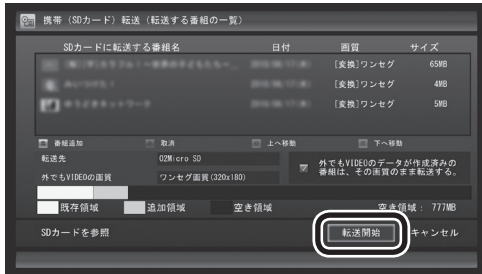 携帯（SDカード）転送（転送する番組の一覧）
SDカードに転送する番組名 日付 画質 サイズ
[変換]ワンセグ 65MB
[変換]ワンセグ 4MB
[変換]ワンセグ 5MB
番組追加 取消 上へ移動 下へ移動
転送先 O2Micro SD
外でもVIDEOの画質 ワンセグ画質(320x180)
外でもVIDEOのデータが作成済みの
番組は、その画質のまま転送する。
既存領域 追加領域 空き領域 空き領域： 777MB
SDカードを参照 転送開始 キャンセル